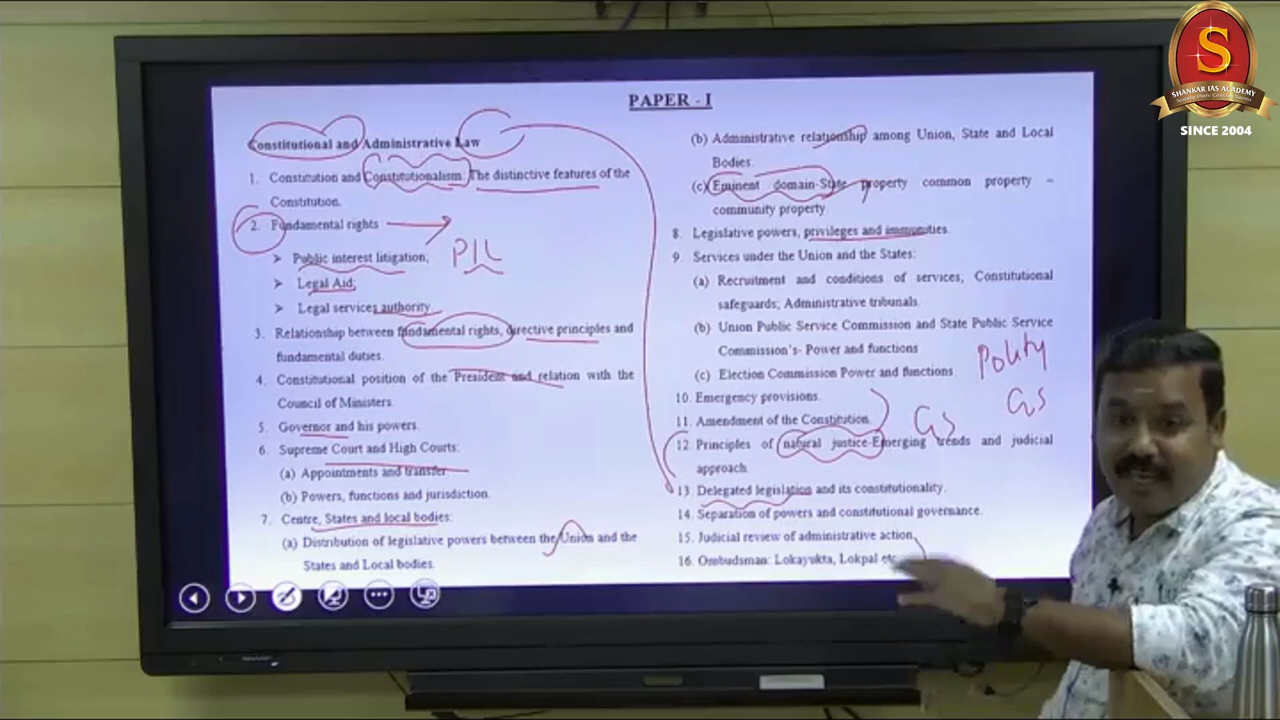 PAPER - I
Constitutional and Administrative Law
1. Constitution and Constitutionalism: The distinctive features of the
Constitution.
2. Fundamental rights
➢ Public interest litigation,
PIL
➢ Legal Aid;
➢ Legal services authority.
3. Relationship between fundamental rights, directive principles and
fundamental duties.
4. Constitutional position of the President and relation with the
Council of Ministers.
5. Governor and his powers.
6. Supreme Court and High Courts:
(a) Appointments and transfer
(b) Powers, functions and jurisdiction.
7. Centre, States and local bodies:
(a) Distribution of legislative powers between the Union and the
States and Local bodies.
(b) Administrative relationship among Union, State and Local
Bodies.
(c) Eminent domain-State property common property –
community property.
8. Legislative powers, privileges and immunities.
9. Services under the Union and the States:
(a) Recruitment and conditions of services; Constitutional
safeguards; Administrative tribunals.
(b) Union Public Service Commission and State Public Service
Commission's- Power and functions
(c) Election Commission Power and functions
Polity
GS
10. Emergency provisions.
11. Amendment of the Constitution.
GS
12. Principles of natural justice-Emerging trends and judicial
approach.
13. Delegated legislation and its constitutionality.
14. Separation of powers and constitutional governance.
15. Judicial review of administrative action.
16. Ombudsman: Lokayukta, Lokpal etc.
S
SHANKAR IAS ACADEMY
SINCE 2004